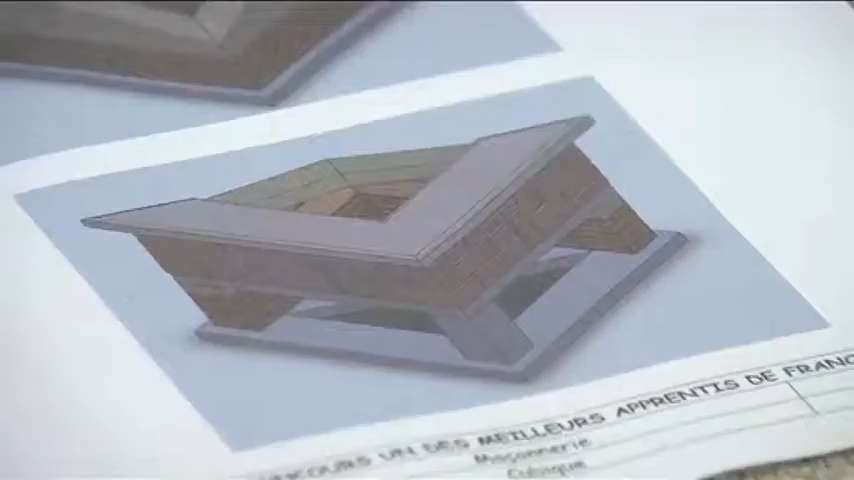 CONCOURS UN DES MEILLEURS APPRENTIS DE FRANC
Maçonnerie
Cubique